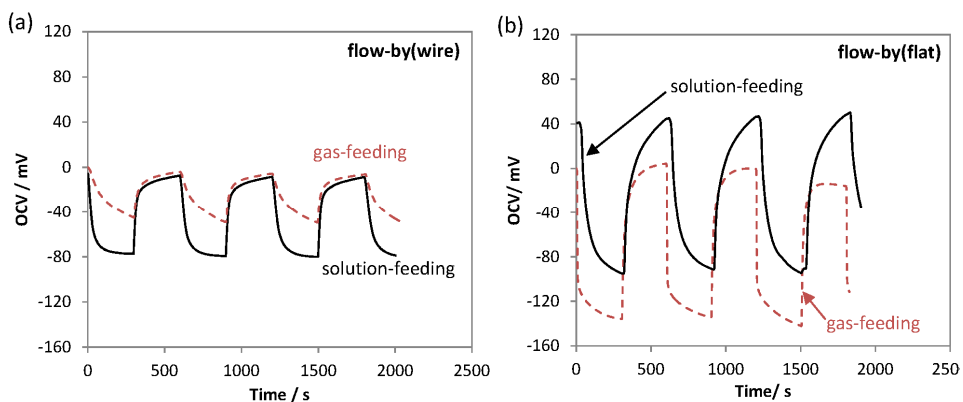 (a)
flow-by(wire)
120
80
40
0
-40
-80
-120
-160
OCV/ mV
gas-feeding
solution-feeding
0 500 1000 1500 2000 2500
Time/ s
(b)
flow-by(flat)
120
80
40
0
-40
-80
-120
-160
OCV/ mV
solution-feeding
gas-feeding
0 500 1000 1500 2000 2500
Time/ s